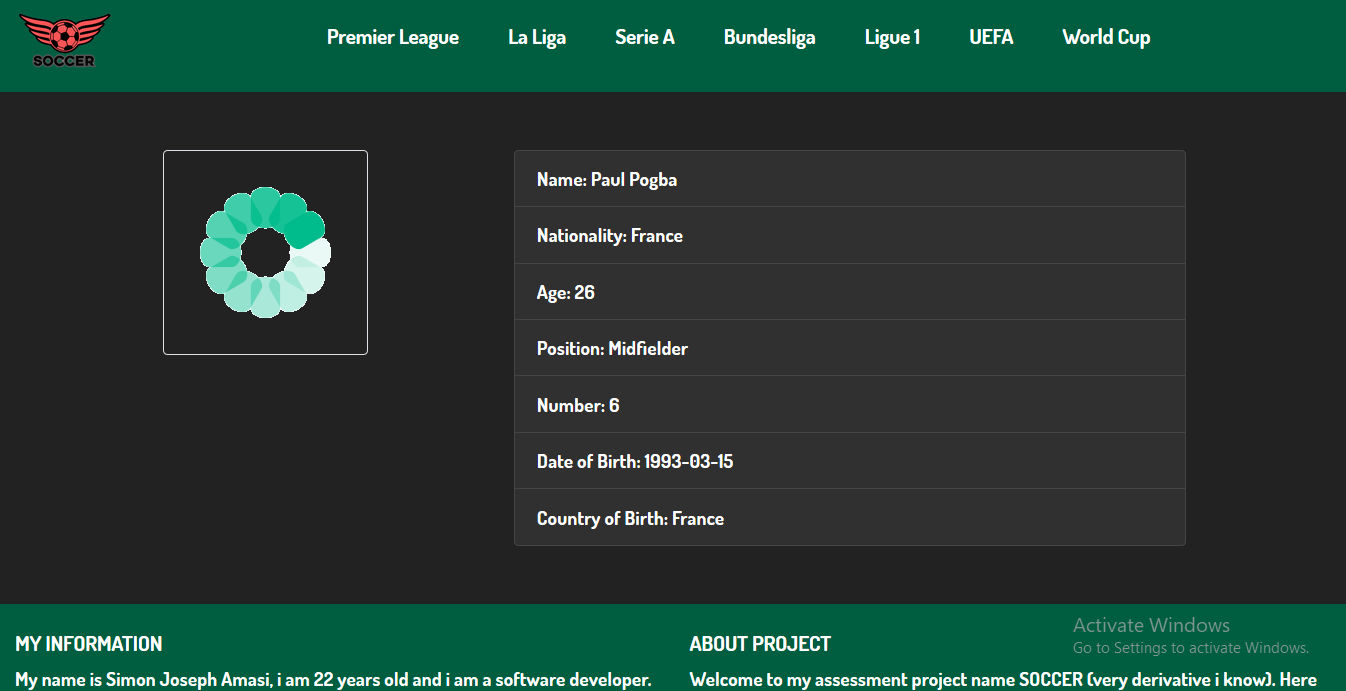 SOCCER
Premier League La Liga Serie A Bundesliga Ligue 1 UEFA World Cup
Name: Paul Pogba
Nationality: France
Age: 26
Position: Midfielder
Number: 6
Date of Birth: 1993-03-15
Country of Birth: France
MY INFORMATION
My name is Simon Joseph Amasi, i am 22 years old and i am a software developer.
ABOUT PROJECT
Welcome to my assessment project name SOCCER (very derivative i know). Here
Activate Windows
Go to Settings to activate Windows.